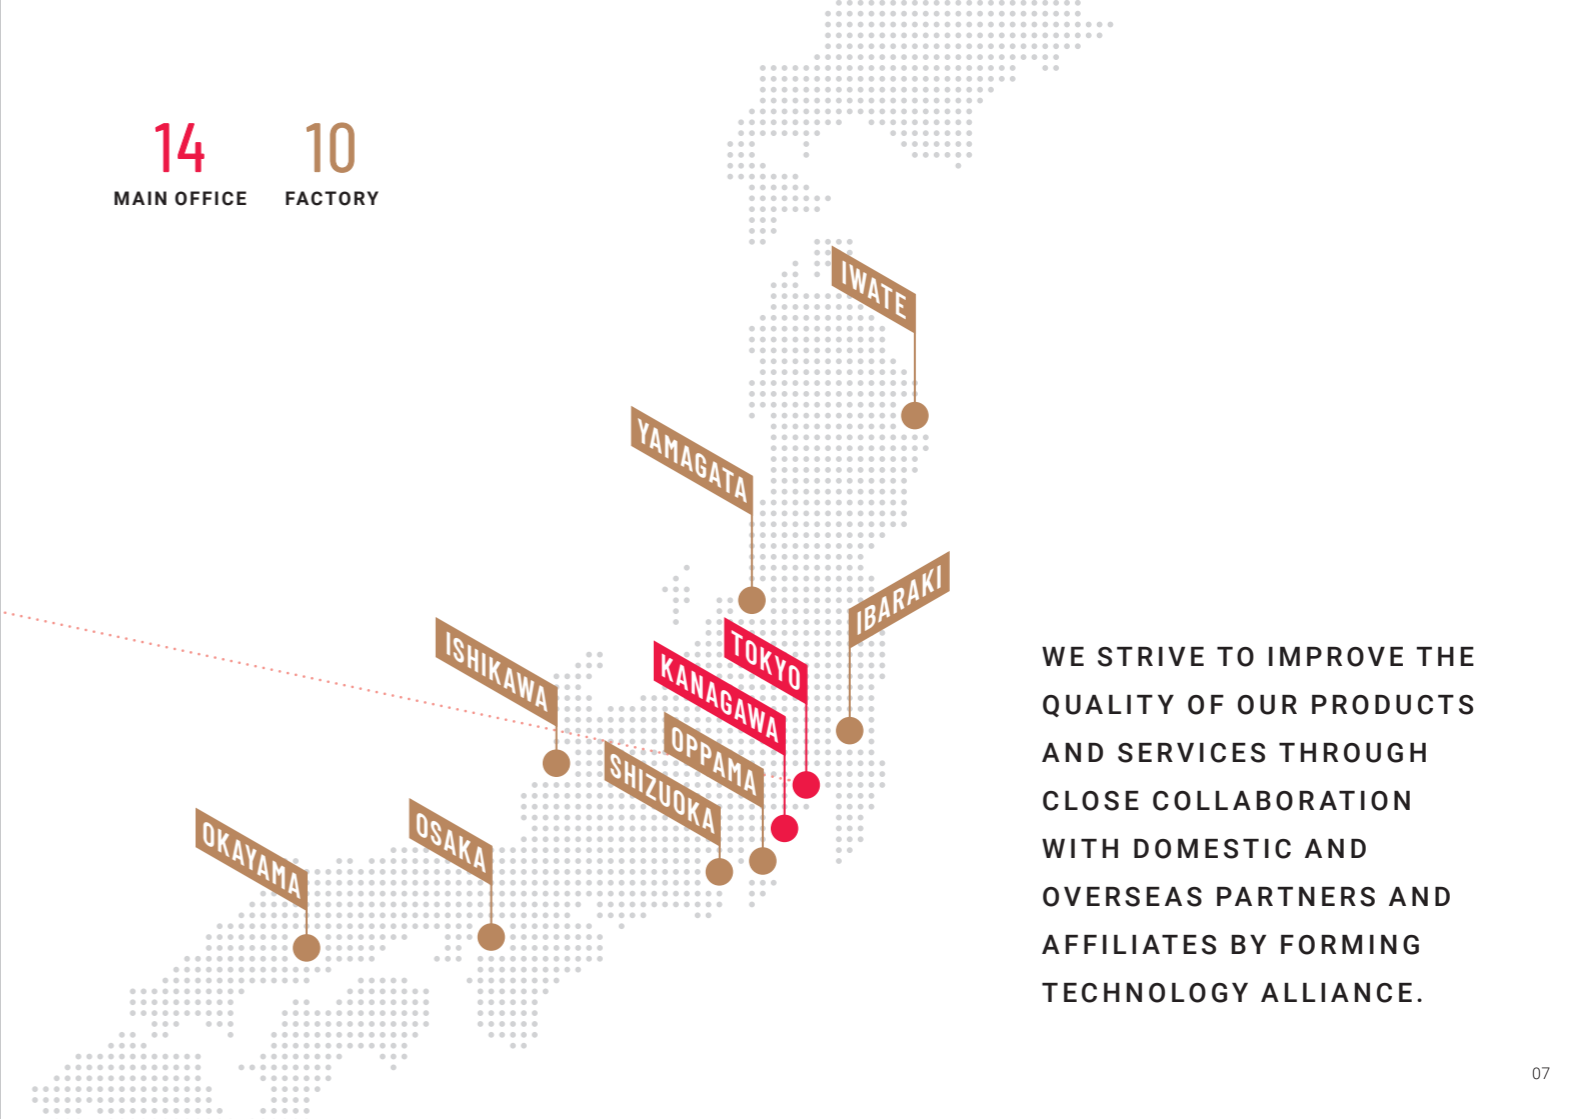 14
MAIN OFFICE
10
FACTORY
IWATE
YAMAGATA
IBARAKI
TOKYO
ISHIKAWA
KANAGAWA
OPPAMA
SHIZUOKA
OSAKA
OKAYAMA
WE STRIVE TO IMPROVE THE
QUALITY OF OUR PRODUCTS
AND SERVICES THROUGH
CLOSE COLLABORATION
WITH DOMESTIC AND
OVERSEAS PARTNERS AND
AFFILIATES BY FORMING
TECHNOLOGY ALLIANCE.
07